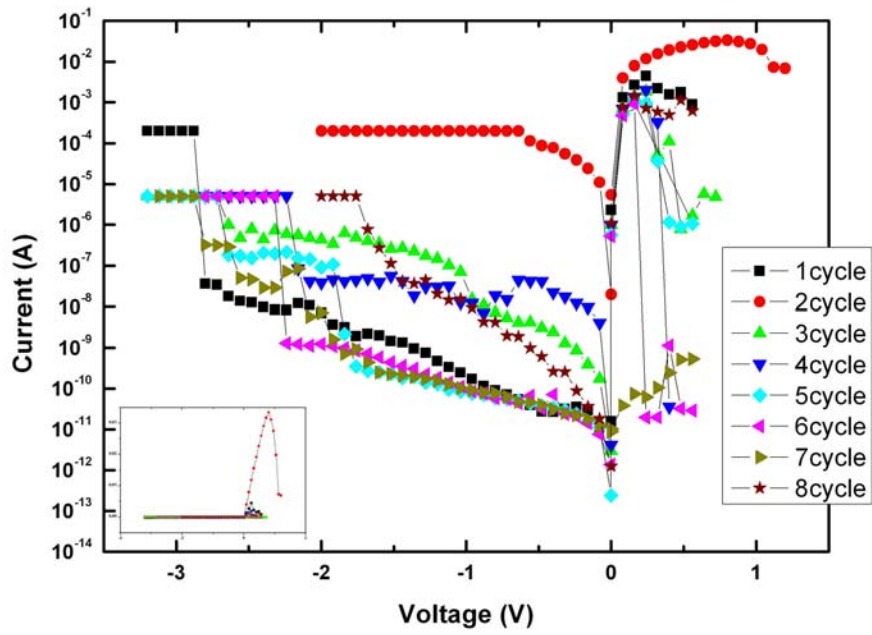 Current (A)
10⁻¹
10⁻²
10⁻³
10⁻⁴
10⁻⁵
10⁻⁶
10⁻⁷
10⁻⁸
10⁻⁹
10⁻¹⁰
10⁻¹¹
10⁻¹²
10⁻¹³
10⁻¹⁴
1cycle
2cycle
3cycle
4cycle
5cycle
6cycle
7cycle
8cycle
-3 -2 -1 0 1
Voltage (V)